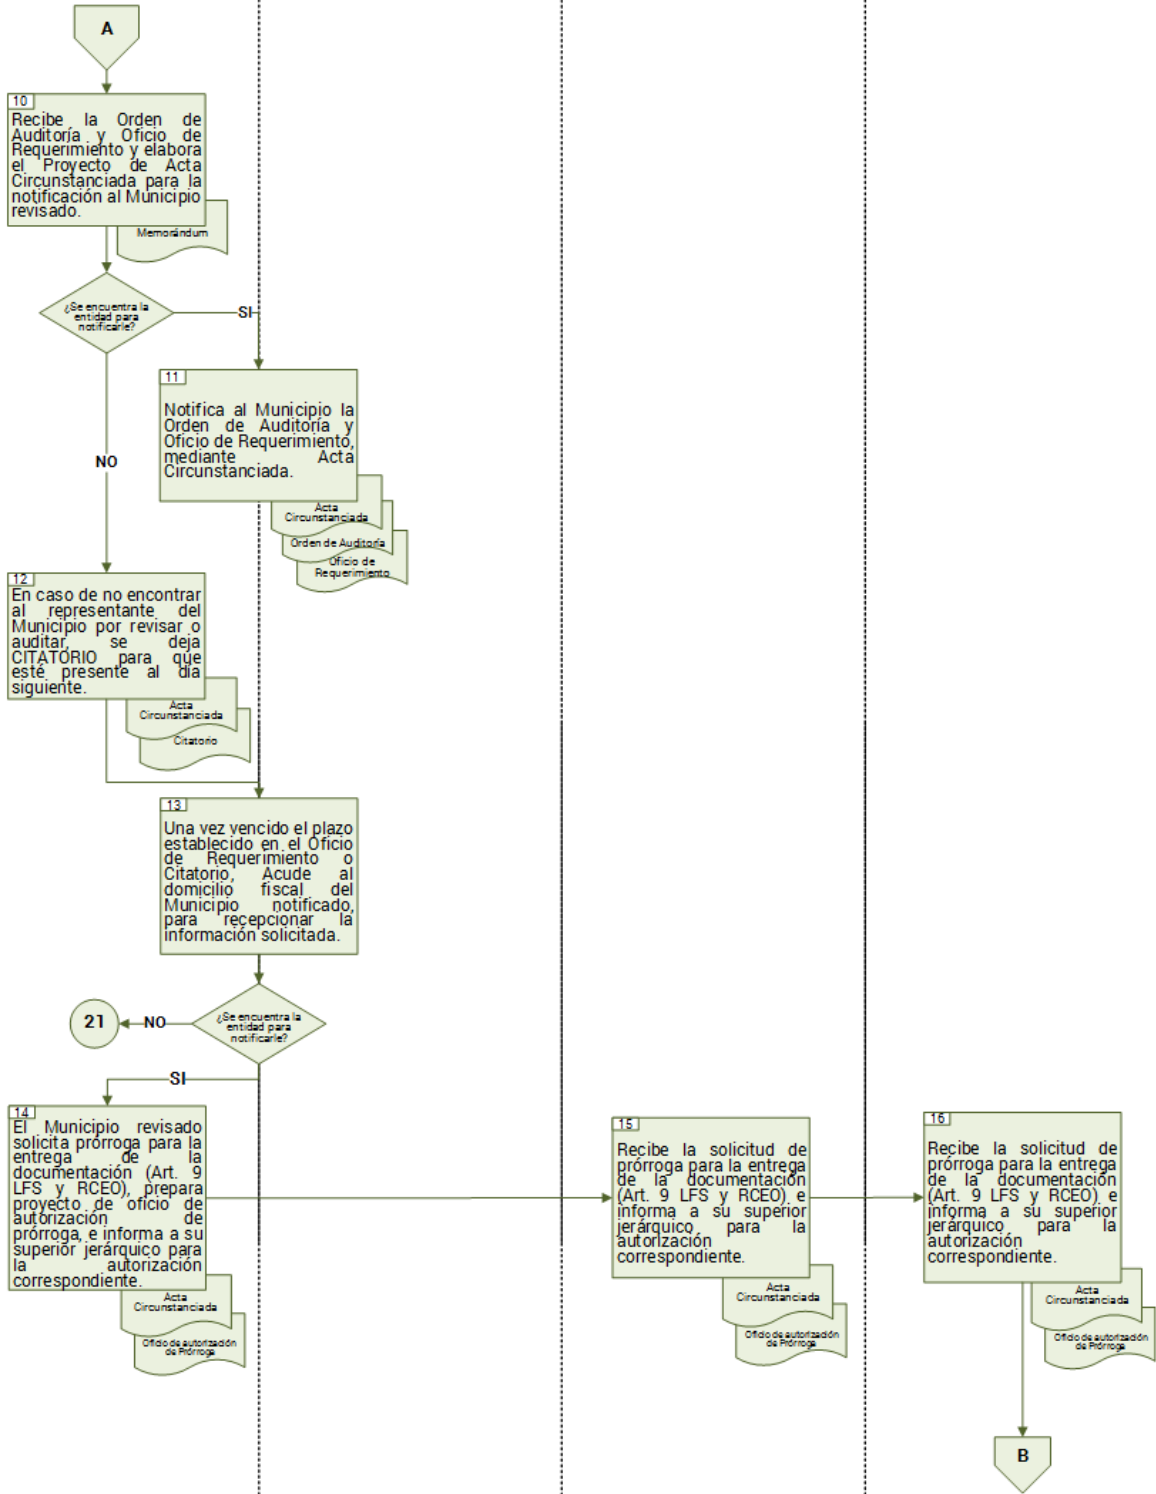 A
10
Recibe la Orden de
Auditoría y Oficio de
Requerimiento y elabora
el Proyecto de Acta
Circunstanciada para la
notificación al Municipio
revisado.
Memorándum
¿Se encuentra la
entidad para
notificarle?
SI
NO
11
Notifica al Municipio la
Orden de Auditoría y
Oficio de Requerimiento,
mediante Acta
Circunstanciada.
Acta
Circunstanciada
Orden de Auditoría
Oficio de
Requerimiento
12
En caso de no encontrar
al representante del
Municipio por revisar o
auditar, se deja
CITATORIO para que
esté presente al día
siguiente.
Acta
Circunstanciada
Citatorio
13
Una vez vencido el plazo
establecido en el Oficio
de Requerimiento o
Citatorio, Acude al
domicilio fiscal del
Municipio notificado,
para recepcionar la
información solicitada.
¿Se encuentra la
entidad para
notificarle?
NO
21
SI
14
El Municipio revisado
solicita prórroga para la
entrega de la
documentación (Art. 9
LFS y RCEO), prepara
proyecto de oficio de
autorización de
prórroga, e informa a su
superior jerárquico para
la autorización
correspondiente.
Acta
Circunstanciada
Oficio de autorización
de Prórroga
15
Recibe la solicitud de
prórroga para la entrega
de la documentación
(Art. 9 LFS y RCEO) e
informa a su superior
jerárquico para la
autorización
correspondiente.
Acta
Circunstanciada
Oficio de autorización
de Prórroga
16
Recibe la solicitud de
prórroga para la entrega
de la documentación
(Art. 9 LFS y RCEO) e
informa a su superior
jerárquico para la
autorización
correspondiente.
Acta
Circunstanciada
Oficio de autorización
de Prórroga
B